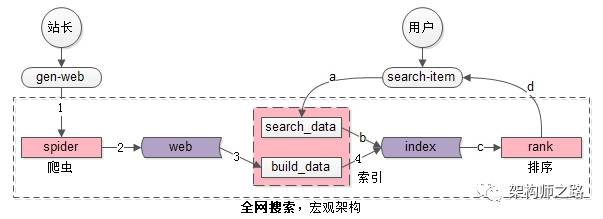 站长
用户
gen-web
search-item
a
d
1
search_data
spider
2
web
b
index
c
rank
3
4
build_data
爬虫
索引
排序
架构师之路
全网搜索，宏观架构